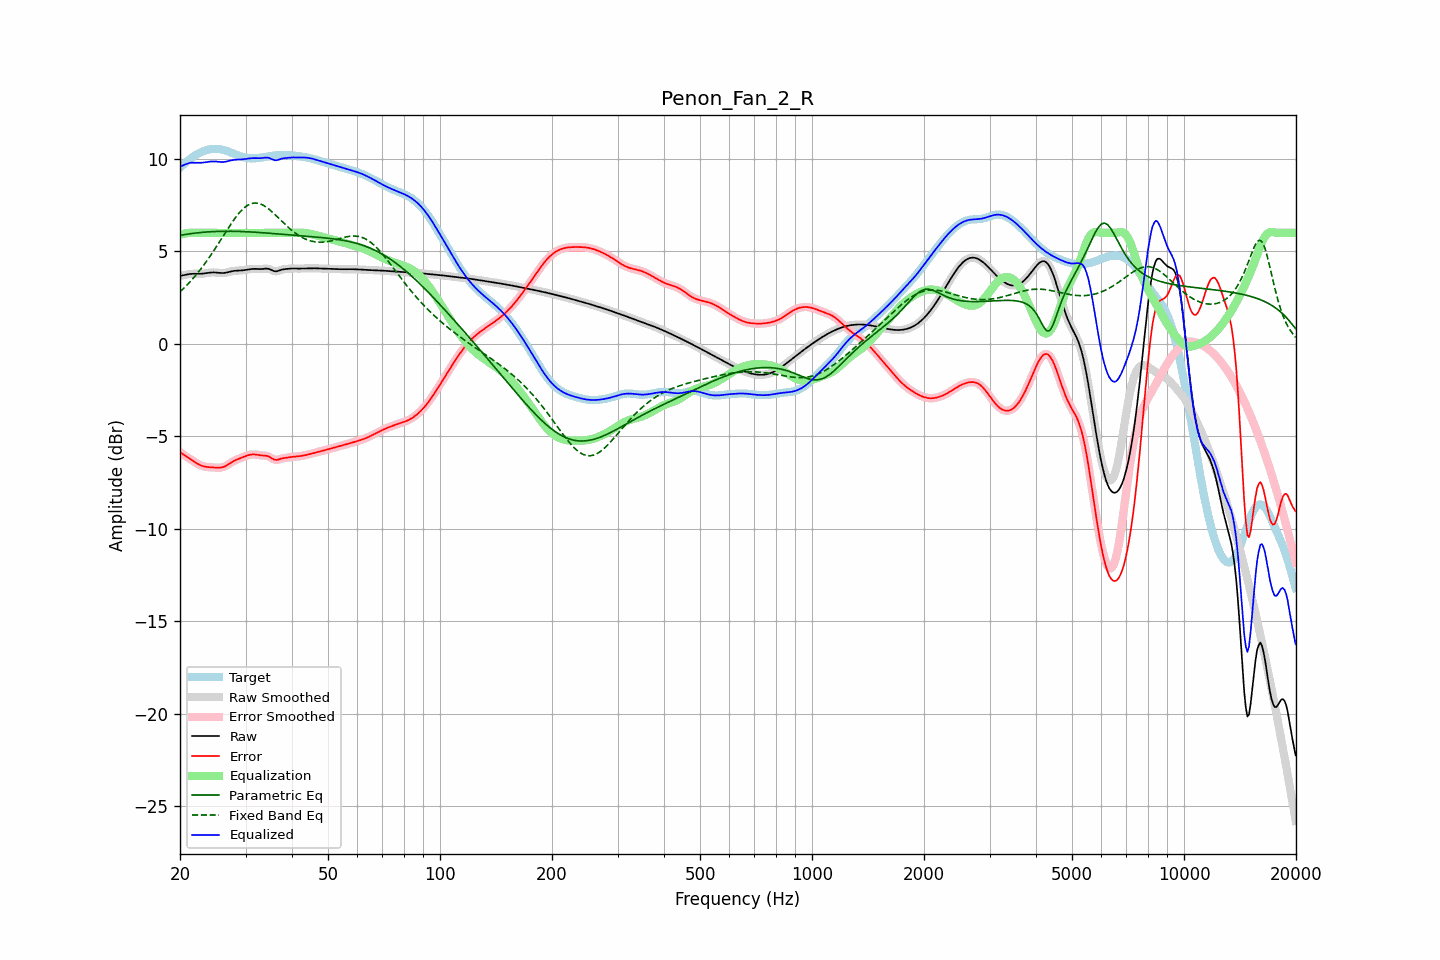 Penon_Fan_2_R
Amplitude (dBr)
10
5
0
−5
−10
−15
−20
−25
Target
Raw Smoothed
Error Smoothed
Raw
Error
Equalization
Parametric Eq
Fixed Band Eq
Equalized
20 50 100 200 500 1000 2000 5000 10000 20000
Frequency (Hz)